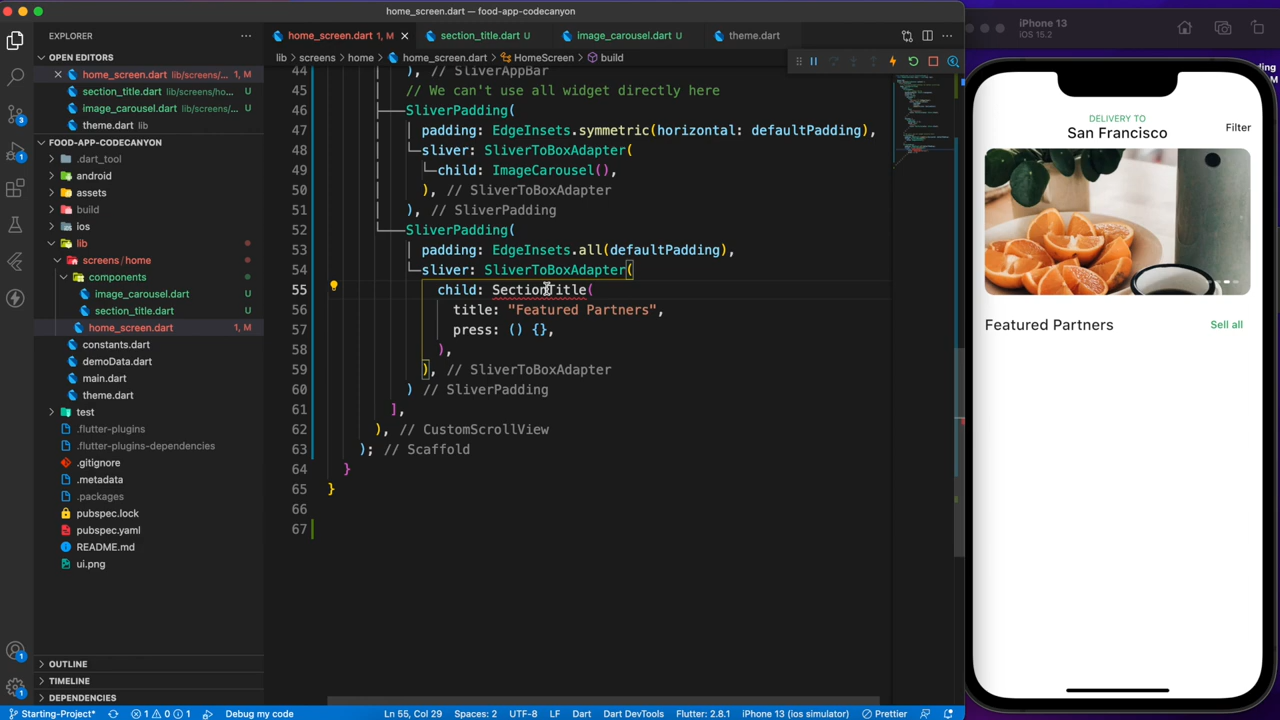 home_screen.dart — food-app-codecanyon
EXPLORER
OPEN EDITORS
home_screen.dart lib/screens/... 1, M
section_title.dart lib/screens/ho... U
image_carousel.dart lib/screens/... U
theme.dart lib
FOOD-APP-CODECANYON
.dart_tool
android
assets
build
ios
lib
screens/home
components
image_carousel.dart U
section_title.dart U
home_screen.dart 1, M
constants.dart
demoData.dart
main.dart
theme.dart
test
.flutter-plugins
.flutter-plugins-dependencies
.gitignore
.metadata
.packages
pubspec.lock
pubspec.yaml
README.md
ui.png
OUTLINE
TIMELINE
DEPENDENCIES
3
1
1
1
home_screen.dart 1, M
section_title.dart U
image_carousel.dart U
theme.dart
lib > screens > home > home_screen.dart > HomeScreen > build
44 ), // SliverAppBar
45 // We can't use all widget directly here
46 SliverPadding(
47 padding: EdgeInsets.symmetric(horizontal: defaultPadding),
48 sliver: SliverToBoxAdapter(
49 child: ImageCarousel(),
50 ), // SliverToBoxAdapter
51 ), // SliverPadding
52 SliverPadding(
53 padding: EdgeInsets.all(defaultPadding),
54 sliver: SliverToBoxAdapter(
55 child: SectionTitle(
56 title: "Featured Partners",
57 press: () {},
58 ),
59 ), // SliverToBoxAdapter
60 ) // SliverPadding
61 ],
62 ), // CustomScrollView
63 ); // Scaffold
64 }
65 }
66
67
iPhone 13
iOS 15.2
DELIVERY TO
San Francisco
Filter
Featured Partners
Sell all
Starting-Project* 1 0 1 Debug my code Ln 55, Col 29 Spaces: 2 UTF-8 LF Dart Dart DevTools Flutter: 2.8.1 iPhone 13 (ios simulator) Prettier